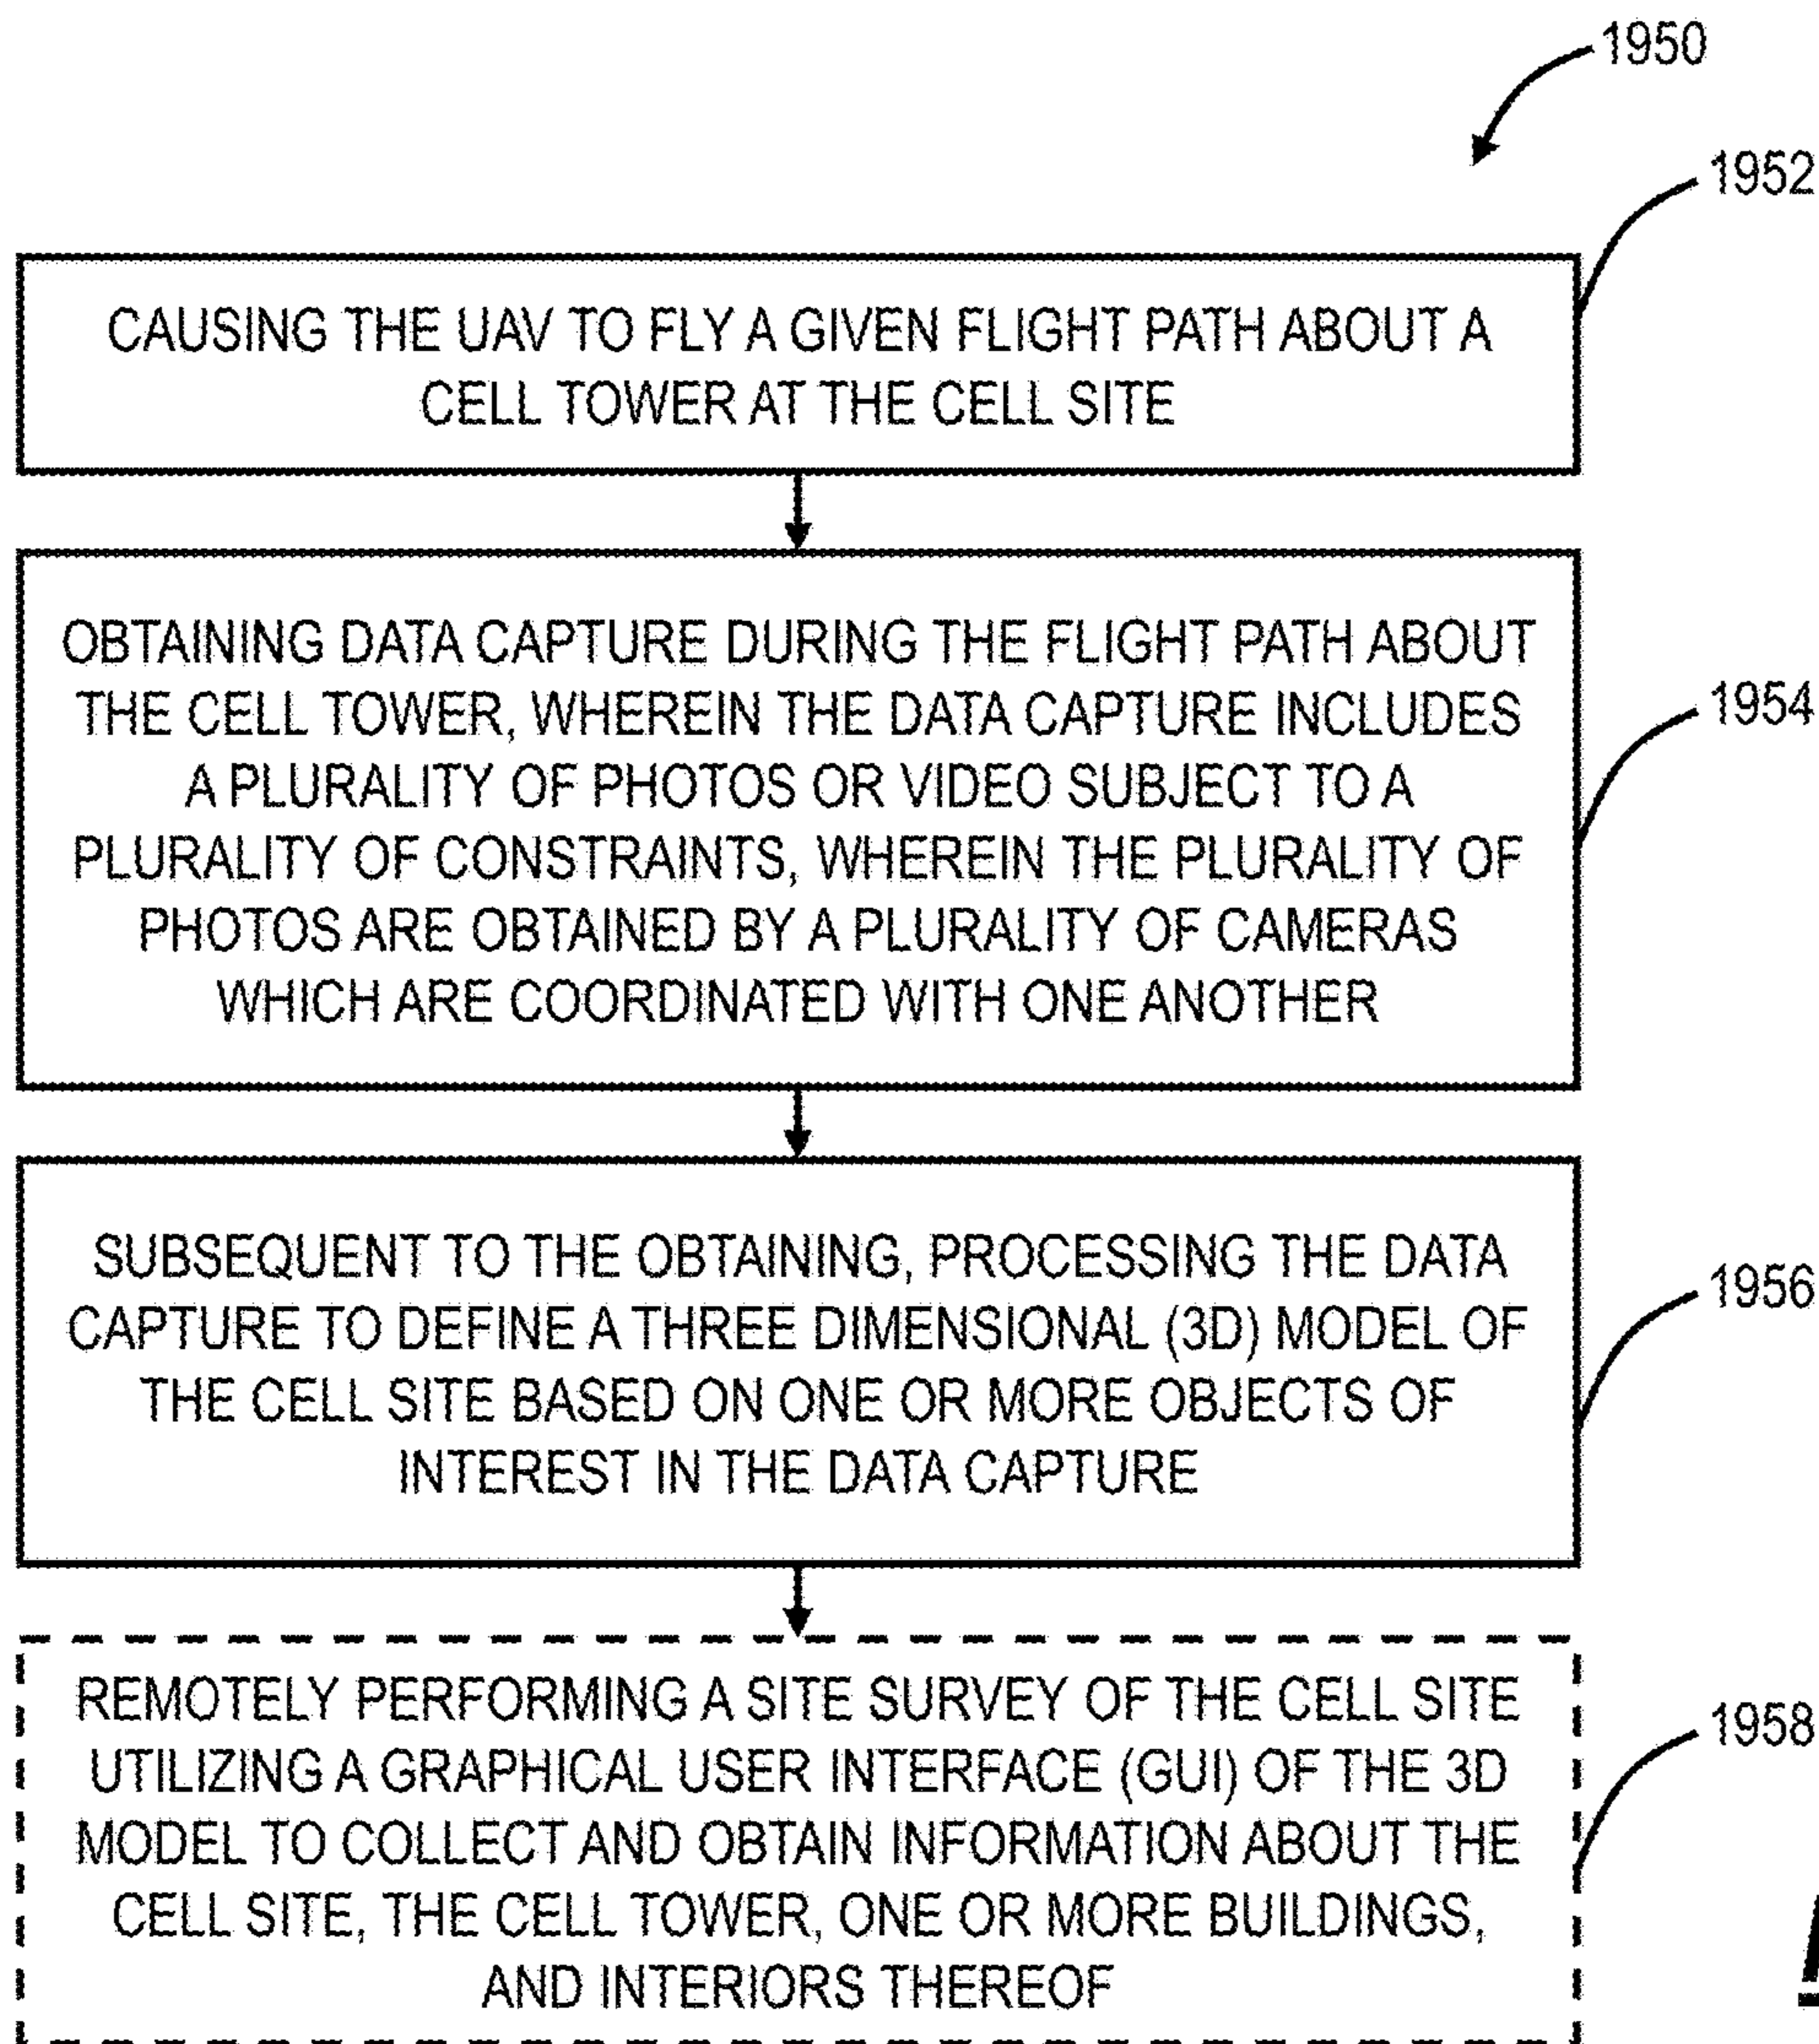 1950
1952
CAUSING THE UAV TO FLY A GIVEN FLIGHT PATH ABOUT A
CELL TOWER AT THE CELL SITE
OBTAINING DATA CAPTURE DURING THE FLIGHT PATH ABOUT
THE CELL TOWER, WHEREIN THE DATA CAPTURE INCLUDES
A PLURALITY OF PHOTOS OR VIDEO SUBJECT TO A
PLURALITY OF CONSTRAINTS, WHEREIN THE PLURALITY OF
PHOTOS ARE OBTAINED BY A PLURALITY OF CAMERAS
WHICH ARE COORDINATED WITH ONE ANOTHER
1954
SUBSEQUENT TO THE OBTAINING, PROCESSING THE DATA
CAPTURE TO DEFINE A THREE DIMENSIONAL (3D) MODEL OF
THE CELL SITE BASED ON ONE OR MORE OBJECTS OF
INTEREST IN THE DATA CAPTURE
1956
REMOTELY PERFORMING A SITE SURVEY OF THE CELL SITE
UTILIZING A GRAPHICAL USER INTERFACE (GUI) OF THE 3D
MODEL TO COLLECT AND OBTAIN INFORMATION ABOUT THE
CELL SITE, THE CELL TOWER, ONE OR MORE BUILDINGS,
AND INTERIORS THEREOF
1958